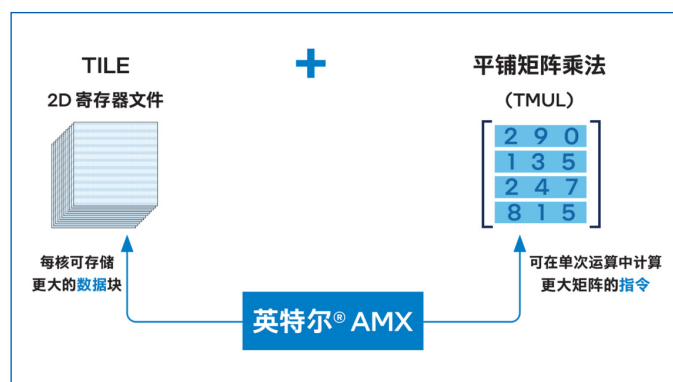 TILE
2D 寄存器文件
+
平铺矩阵乘法
(TMUL)
2 9 0
1 3 5
2 4 7
8 1 5
每核可存储
更大的数据块
可在单次运算中计算
更大矩阵的指令
英特尔® AMX